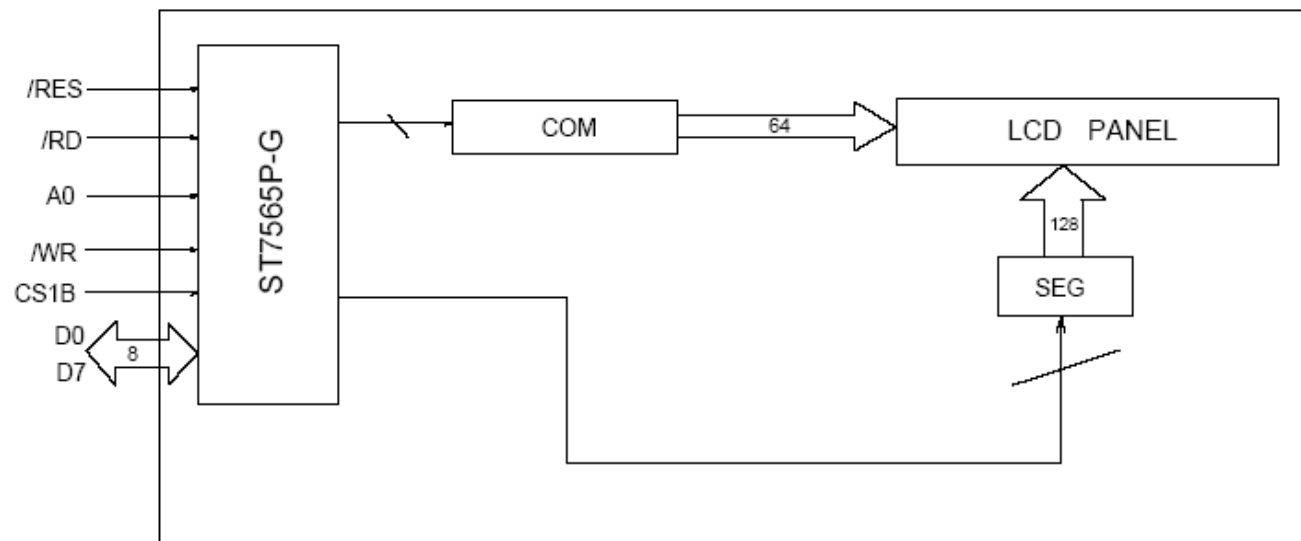 /RES
/RD
A0
/WR
CS1B
D0
D7
8
ST7565P-G
COM
64
LCD PANEL
128
SEG